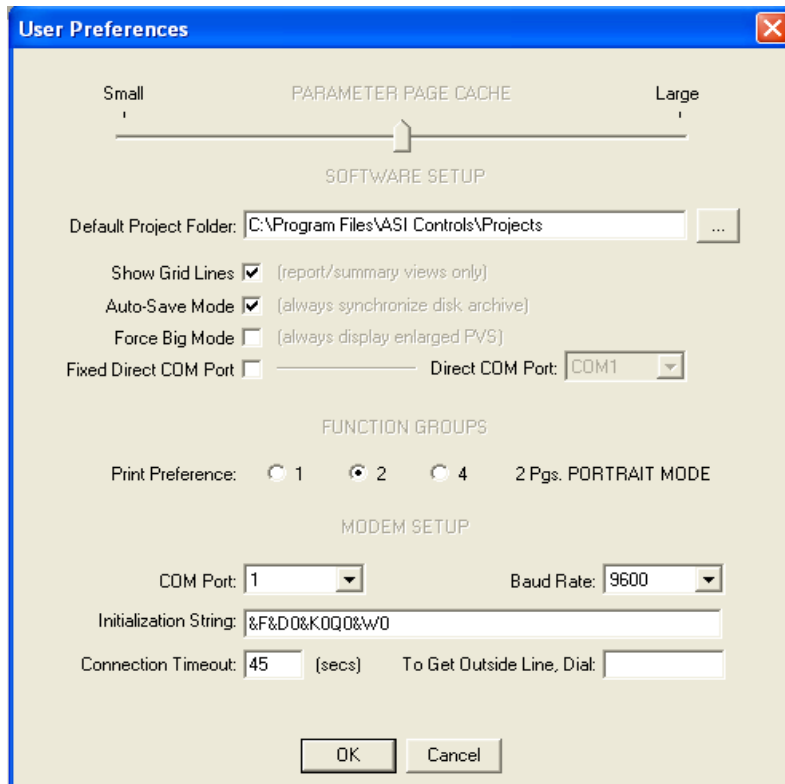 User Preferences
Small PARAMETER PAGE CACHE Large
SOFTWARE SETUP
Default Project Folder: C:\Program Files\ASI Controls\Projects ...
Show Grid Lines (report/summary views only)
Auto-Save Mode (always synchronize disk archive)
Force Big Mode (always display enlarged PVS)
Fixed Direct COM Port Direct COM Port: COM1
FUNCTION GROUPS
Print Preference: 1 2 4 2 Pgs. PORTRAIT MODE
MODEM SETUP
COM Port: 1 Baud Rate: 9600
Initialization String: &F&D0&K0Q0&W0
Connection Timeout: 45 (secs) To Get Outside Line, Dial:
OK Cancel